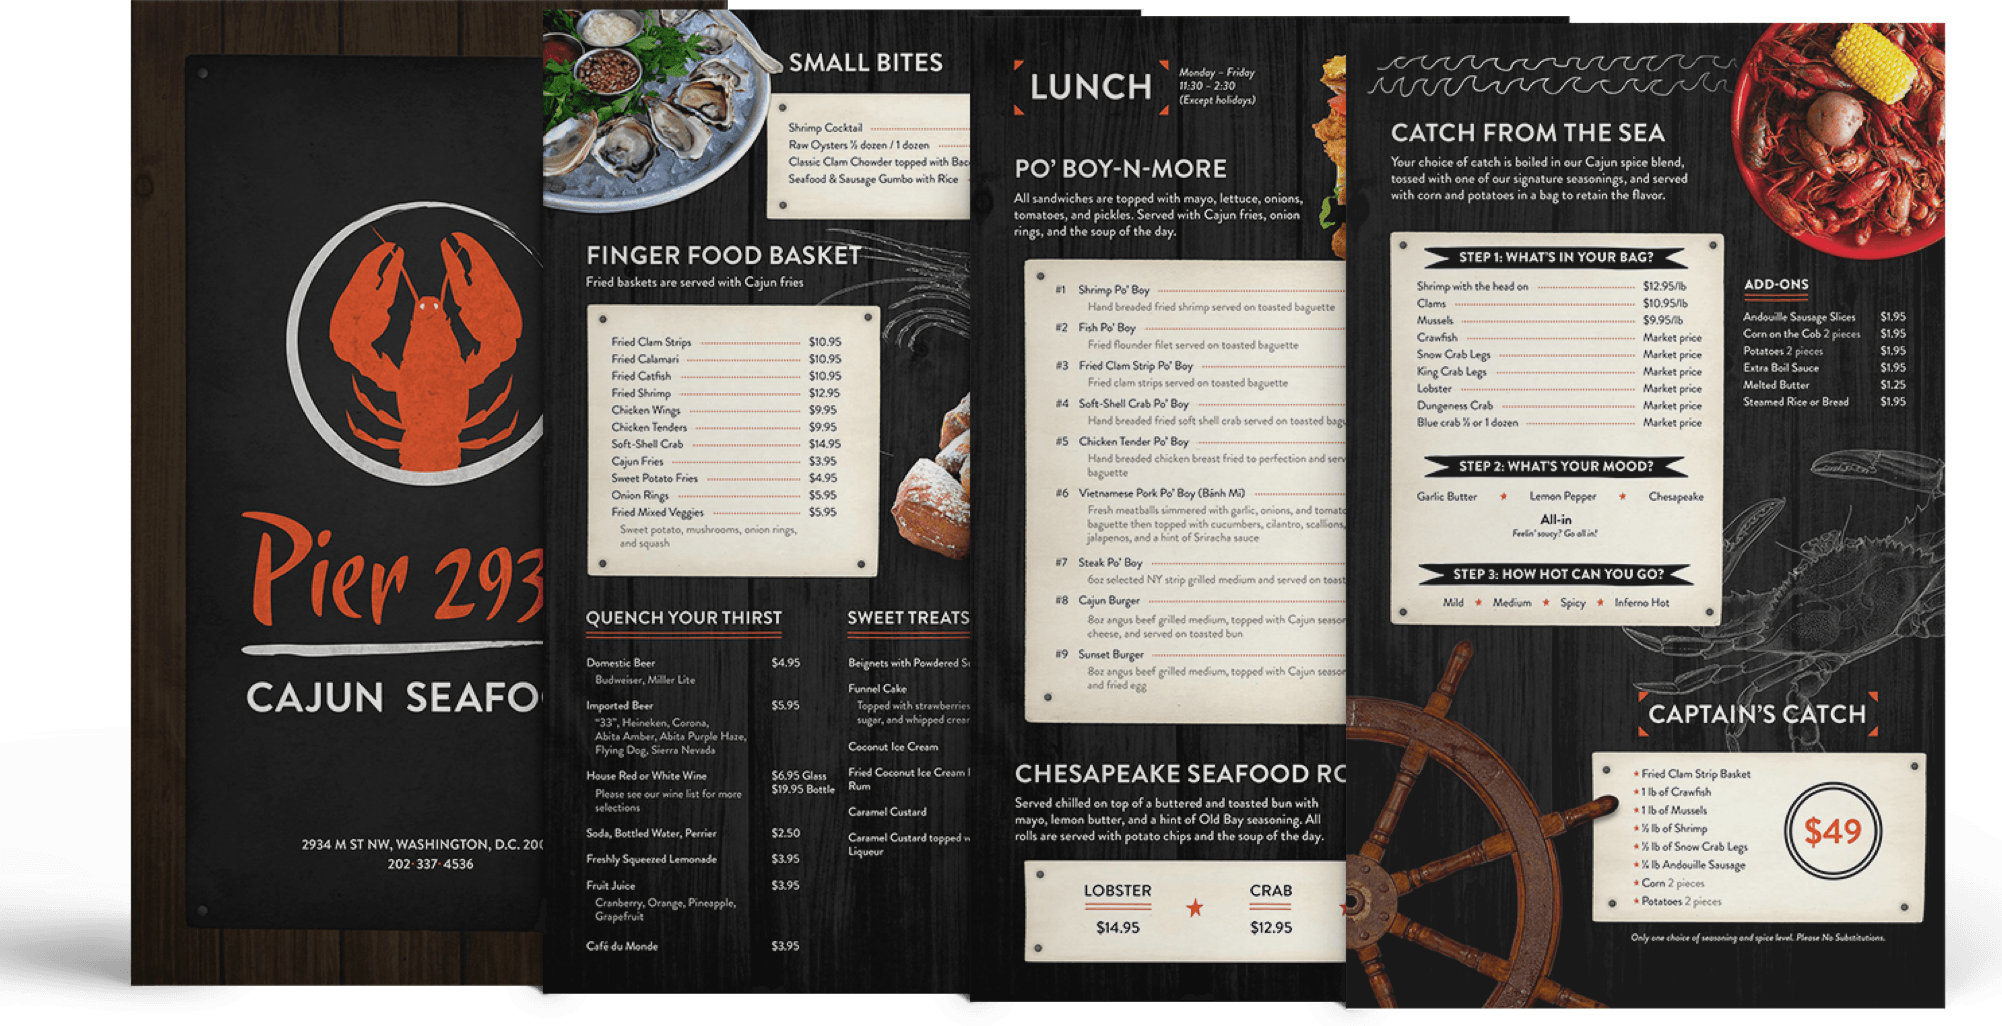 Pier 293
CAJUN SEAFO
2934 M ST NW, WASHINGTON, D.C. 200
202·337·4536
SMALL BITES
Shrimp Cocktail
Raw Oysters ½ dozen / 1 dozen
Classic Clam Chowder topped with Bac
Seafood & Sausage Gumbo with Rice
FINGER FOOD BASKET
Fried baskets are served with Cajun fries
Fried Clam Strips $10.95
Fried Calamari $10.95
Fried Catfish $10.95
Fried Shrimp $12.95
Chicken Wings $9.95
Chicken Tenders $9.95
Soft-Shell Crab $14.95
Cajun Fries $3.95
Sweet Potato Fries $4.95
Onion Rings $5.95
Fried Mixed Veggies $5.95
Sweet potato, mushrooms, onion rings,
and squash
QUENCH YOUR THIRST
Domestic Beer $4.95
Budweiser, Miller Lite
Imported Beer $5.95
"33", Heineken, Corona,
Abita Amber, Abita Purple Haze,
Flying Dog, Sierra Nevada
House Red or White Wine $6.95 Glass
$19.95 Bottle
Please see our wine list for more
selections
Soda, Bottled Water, Perrier $2.50
Freshly Squeezed Lemonade $3.95
Fruit Juice $3.95
Cranberry, Orange, Pineapple,
Grapefruit
Café du Monde $3.95
SWEET TREATS
Beignets with Powdered Su
Funnel Cake
Topped with strawberries
sugar, and whipped crear
Coconut Ice Cream
Fried Coconut Ice Cream
Rum
Caramel Custard
Caramel Custard topped w
Liqueur
LUNCH
Monday – Friday
11:30 – 2:30
(Except holidays)
PO' BOY-N-MORE
All sandwiches are topped with mayo, lettuce, onions,
tomatoes, and pickles. Served with Cajun fries, onion
rings, and the soup of the day.
#1 Shrimp Po' Boy
Hand breaded fried shrimp served on toasted baguette
#2 Fish Po' Boy
Fried flounder filet served on toasted baguette
#3 Fried Clam Strip Po' Boy
Fried clam strips served on toasted baguette
#4 Soft-Shell Crab Po' Boy
Hand breaded fried soft shell crab served on toasted bagu
#5 Chicken Tender Po' Boy
Hand breaded chicken breast fried to perfection and serv
baguette
#6 Vietnamese Pork Po' Boy (Bánh Mì)
Fresh meatballs simmered with garlic, onions, and tomato
baguette then topped with cucumbers, cilantro, scallions,
jalapenos, and a hint of Sriracha sauce
#7 Steak Po' Boy
6oz selected NY strip grilled medium and served on toast
#8 Cajun Burger
8oz angus beef grilled medium, topped with Cajun season
cheese, and served on toasted bun
#9 Sunset Burger
8oz angus beef grilled medium, topped with Cajun season
and fried egg
CHESAPEAKE SEAFOOD RO
Served chilled on top of a buttered and toasted bun with
mayo, lemon butter, and a hint of Old Bay seasoning. All
rolls are served with potato chips and the soup of the day.
LOBSTER ★ CRAB
$14.95 $12.95
CATCH FROM THE SEA
Your choice of catch is boiled in our Cajun spice blend,
tossed with one of our signature seasonings, and served
with corn and potatoes in a bag to retain the flavor.
STEP 1: WHAT'S IN YOUR BAG?
Shrimp with the head on $12.95/lb
Clams $10.95/lb
Mussels $9.95/lb
Crawfish Market price
Snow Crab Legs Market price
King Crab Legs Market price
Lobster Market price
Dungeness Crab Market price
Blue crab ½ or 1 dozen Market price
STEP 2: WHAT'S YOUR MOOD?
Garlic Butter ★ Lemon Pepper ★ Chesapeake
All-in
Feelin' saucy? Go all in!
STEP 3: HOW HOT CAN YOU GO?
Mild ★ Medium ★ Spicy ★ Inferno Hot
ADD-ONS
Andouille Sausage Slices $1.95
Corn on the Cob 2 pieces $1.95
Potatoes 2 pieces $1.95
Extra Boil Sauce $1.95
Melted Butter $1.25
Steamed Rice or Bread $1.95
CAPTAIN'S CATCH
★ Fried Clam Strip Basket
★ 1 lb of Crawfish
★ 1 lb of Mussels
★ ½ lb of Shrimp
★ ½ lb of Snow Crab Legs
★ ¼ lb Andouille Sausage
★ Corn 2 pieces
★ Potatoes 2 pieces
$49
Only one choice of seasoning and spice level. Please No Substitutions.